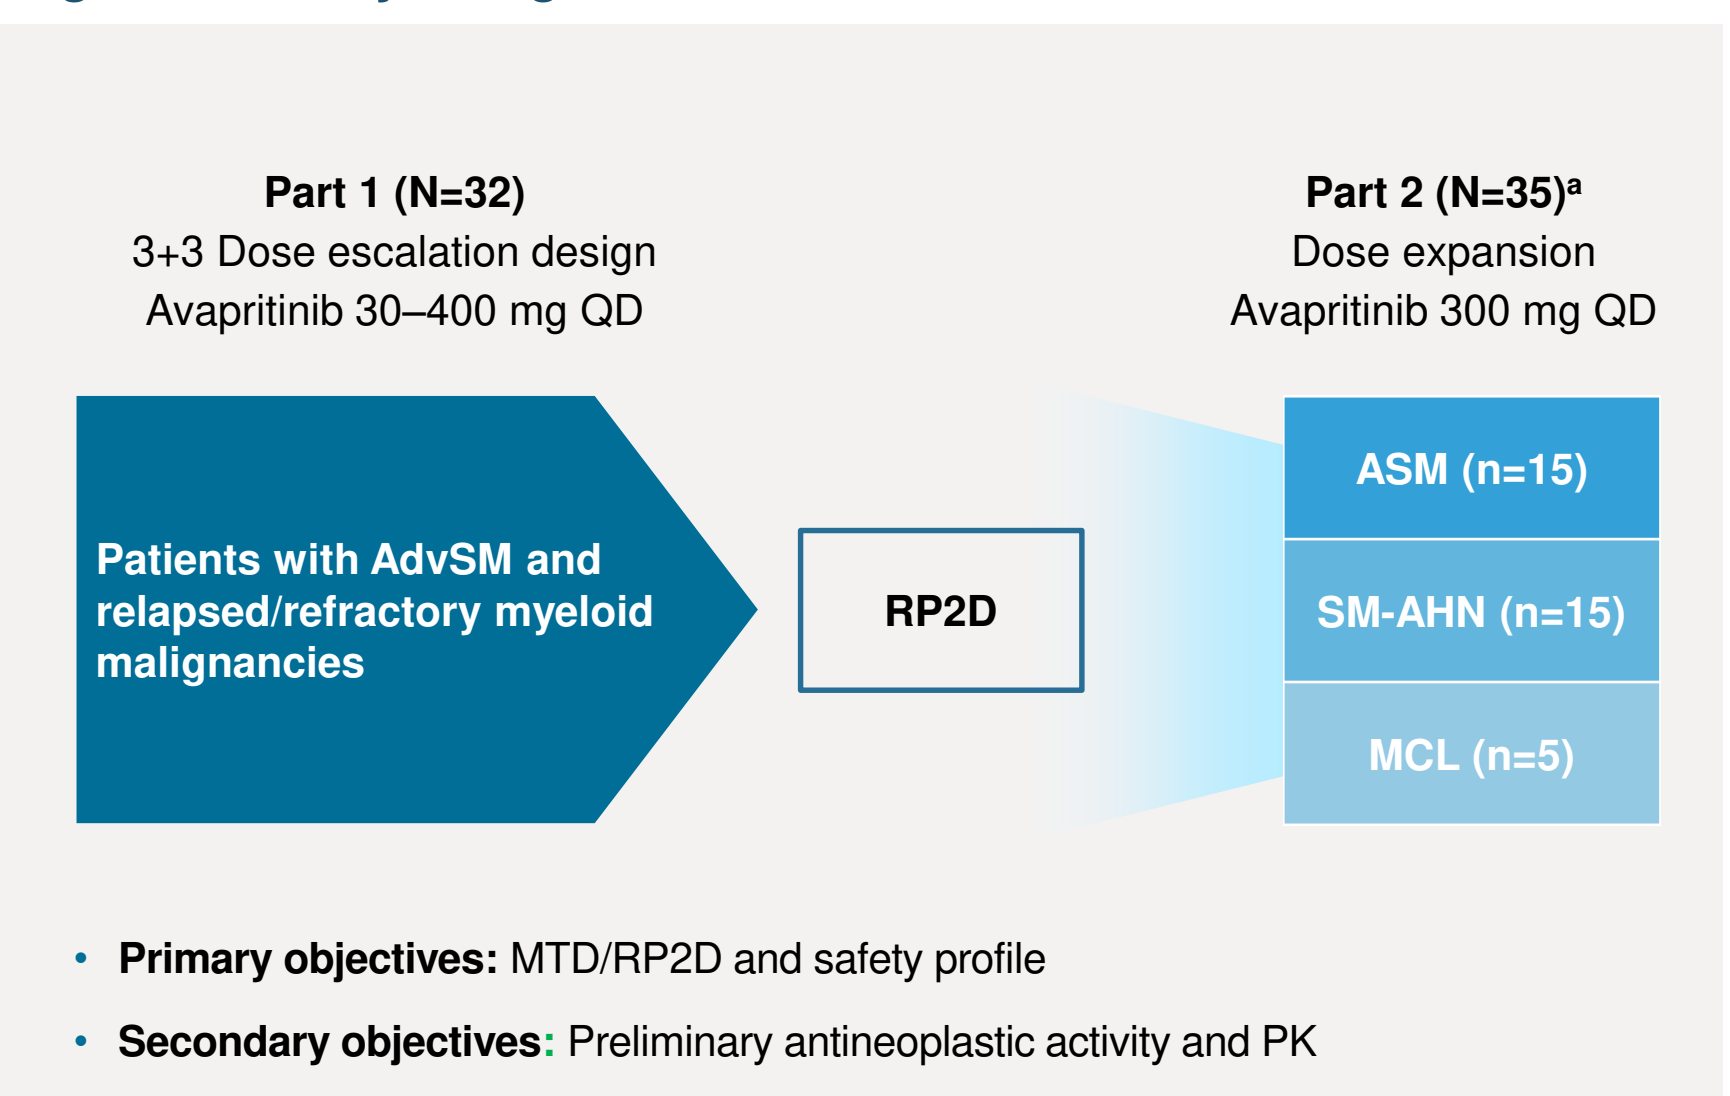 Part 1 (N=32)
3+3 Dose escalation design
Avapritinib 30–400 mg QD
Part 2 (N=35)ᵃ
Dose expansion
Avapritinib 300 mg QD
Patients with AdvSM and
relapsed/refractory myeloid
malignancies
RP2D
ASM (n=15)
SM-AHN (n=15)
MCL (n=5)
• Primary objectives: MTD/RP2D and safety profile
• Secondary objectives: Preliminary antineoplastic activity and PK